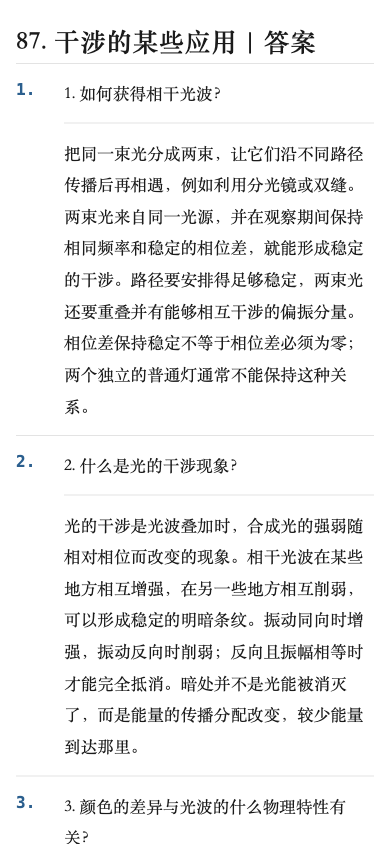 87. 干涉的某些应用 | 答案
1.
1. 如何获得相干光波?
把同一束光分成两束，让它们沿不同路径
传播后再相遇，例如利用分光镜或双缝。
两束光来自同一光源，并在观察期间保持
相同频率和稳定的相位差，就能形成稳定
的干涉。路径要安排得足够稳定，两束光
还要重叠并有能够相互干涉的偏振分量。
相位差保持稳定不等于相位差必须为零；
两个独立的普通灯通常不能保持这种关
系。
2.
2. 什么是光的干涉现象?
光的干涉是光波叠加时，合成光的强弱随
相对相位而改变的现象。相干光波在某些
地方相互增强，在另一些地方相互削弱，
可以形成稳定的明暗条纹。振动同向时增
强，振动反向时削弱；反向且振幅相等时
才能完全抵消。暗处并不是光能被消灭
了，而是能量的传播分配改变，较少能量
到达那里。
3.
3. 颜色的差异与光波的什么物理特性有
关?